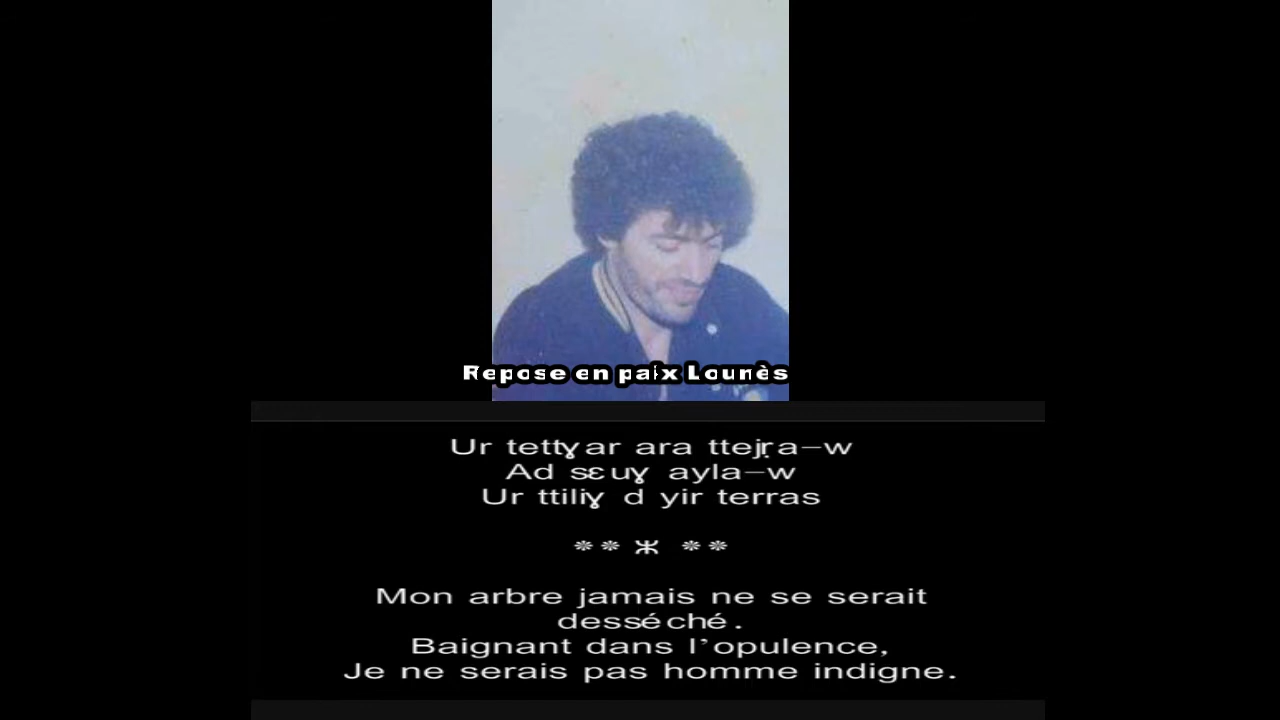 Repose en paix Lounès
Ur tettɣar ara ttejṛa-w
Ad sɛuɣ ayla-w
Ur ttiliɣ d yir terras
** ⵣ **
Mon arbre jamais ne se serait
desséché.
Baignant dans l'opulence,
Je ne serais pas homme indigne.